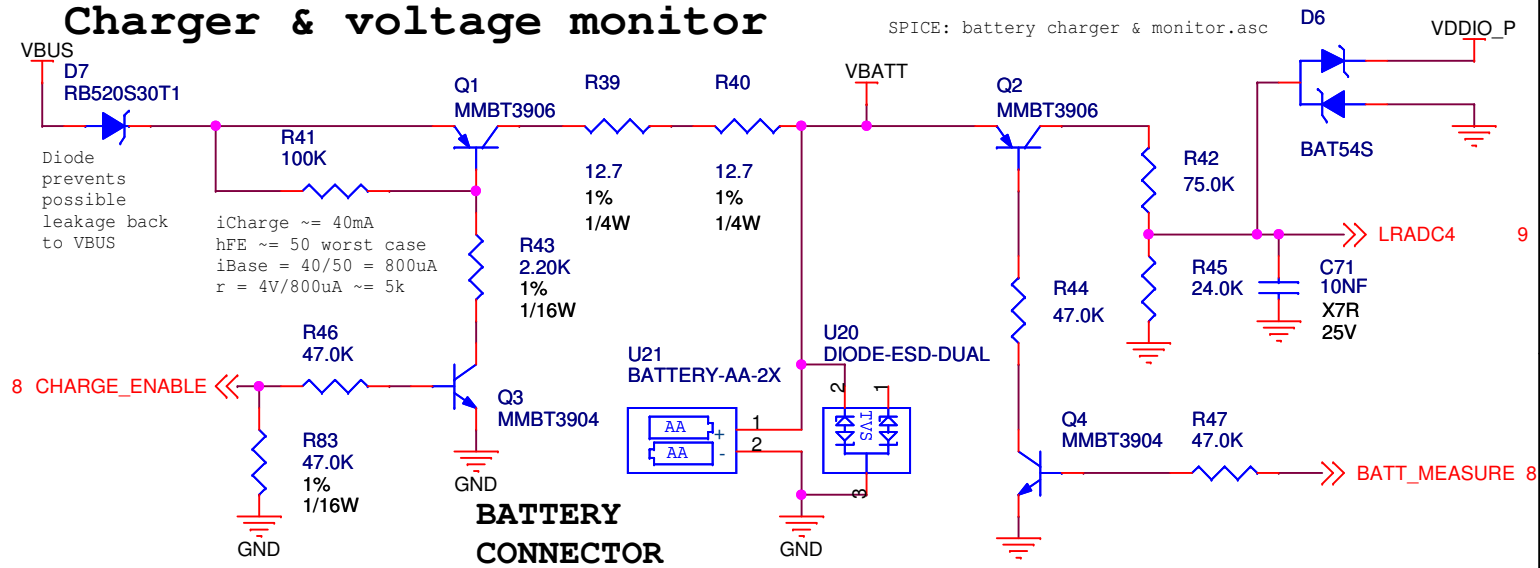 Charger & voltage monitor
SPICE: battery charger & monitor.asc
D6
VDDIO_P
VBUS
D7
RB520S30T1
Q1
MMBT3906
R39
R40
VBATT
Q2
MMBT3906
R41
100K
BAT54S
Diode
prevents
possible
leakage back
to VBUS
12.7
1%
1/4W
12.7
1%
1/4W
R42
75.0K
iCharge ~= 40mA
hFE ~= 50 worst case
iBase = 40/50 = 800uA
r = 4V/800uA ~= 5k
R43
2.20K
1%
1/16W
LRADC4
9
R45
24.0K
C71
10NF
X7R
25V
R44
47.0K
R46
47.0K
U21
BATTERY-AA-2X
U20
DIODE-ESD-DUAL
8 CHARGE_ENABLE
Q3
MMBT3904
AA
AA
+
-
1
2
2
1
TVS
3
Q4
MMBT3904
R47
47.0K
R83
47.0K
1%
1/16W
GND
BATT_MEASURE 8
BATTERY
CONNECTOR
GND
GND